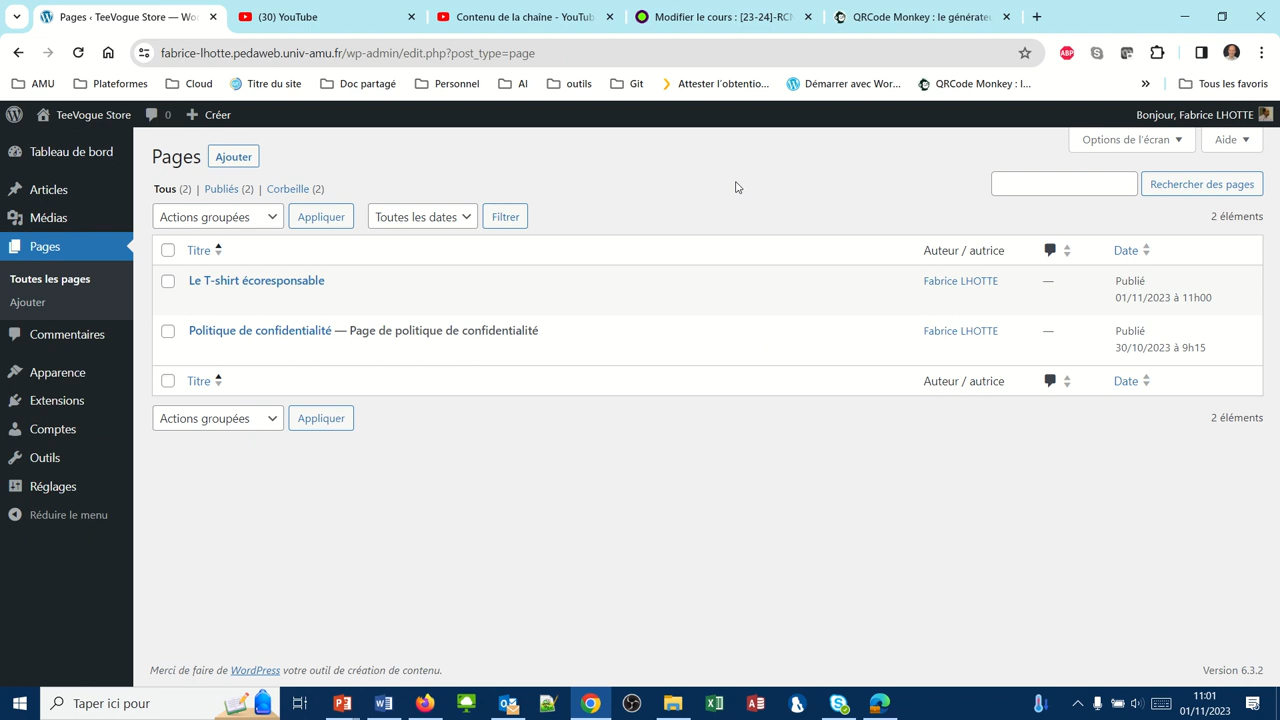 Pages ‹ TeeVogue Store — Wo
(30) YouTube
Contenu de la chaîne - YouTub
Modifier le cours : [23-24]-RCN
QRCode Monkey : le générateu
fabrice-lhotte.pedaweb.univ-amu.fr/wp-admin/edit.php?post_type=page
AMU
Plateformes
Cloud
Titre du site
Doc partagé
Personnel
AI
outils
Git
Attester l'obtentio...
Démarrer avec Wor...
QRCode Monkey : l...
»
Tous les favoris
TeeVogue Store
0
Créer
Bonjour, Fabrice LHOTTE
Tableau de bord
Articles
Médias
Pages
Toutes les pages
Ajouter
Commentaires
Apparence
Extensions
Comptes
Outils
Réglages
Réduire le menu
Options de l'écran
Aide
Pages
Ajouter
Tous (2) | Publiés (2) | Corbeille (2)
Rechercher des pages
Actions groupées
Appliquer
Toutes les dates
Filtrer
2 éléments
Titre
Auteur / autrice
Date
Le T-shirt écoresponsable
Fabrice LHOTTE
—
Publié
01/11/2023 à 11h00
Politique de confidentialité — Page de politique de confidentialité
Fabrice LHOTTE
—
Publié
30/10/2023 à 9h15
Titre
Auteur / autrice
Date
Actions groupées
Appliquer
2 éléments
Merci de faire de WordPress votre outil de création de contenu.
Version 6.3.2
Taper ici pour
11:01
01/11/2023